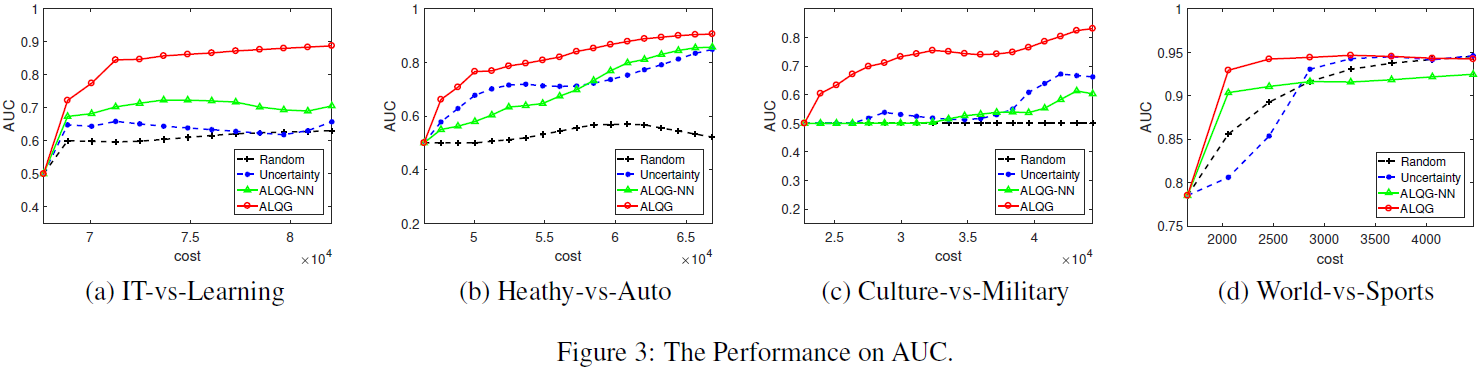 AUC
1
0.9
0.8
0.7
0.6
0.5
0.4
7
7.5
8
cost
×10^4
Random
Uncertainty
ALQG-NN
ALQG
(a) IT-vs-Learning
AUC
1
0.8
0.6
0.4
0.2
5
5.5
6
6.5
cost
×10^4
Random
Uncertainty
ALQG-NN
ALQG
(b) Heathy-vs-Auto
AUC
0.8
0.7
0.6
0.5
0.4
0.3
0.2
2.5
3
3.5
4
cost
×10^4
Random
Uncertainty
ALQG-NN
ALQG
(c) Culture-vs-Military
AUC
1
0.95
0.9
0.85
0.8
0.75
2000
2500
3000
3500
4000
cost
Random
Uncertainty
ALQG-NN
ALQG
(d) World-vs-Sports
Figure 3: The Performance on AUC.